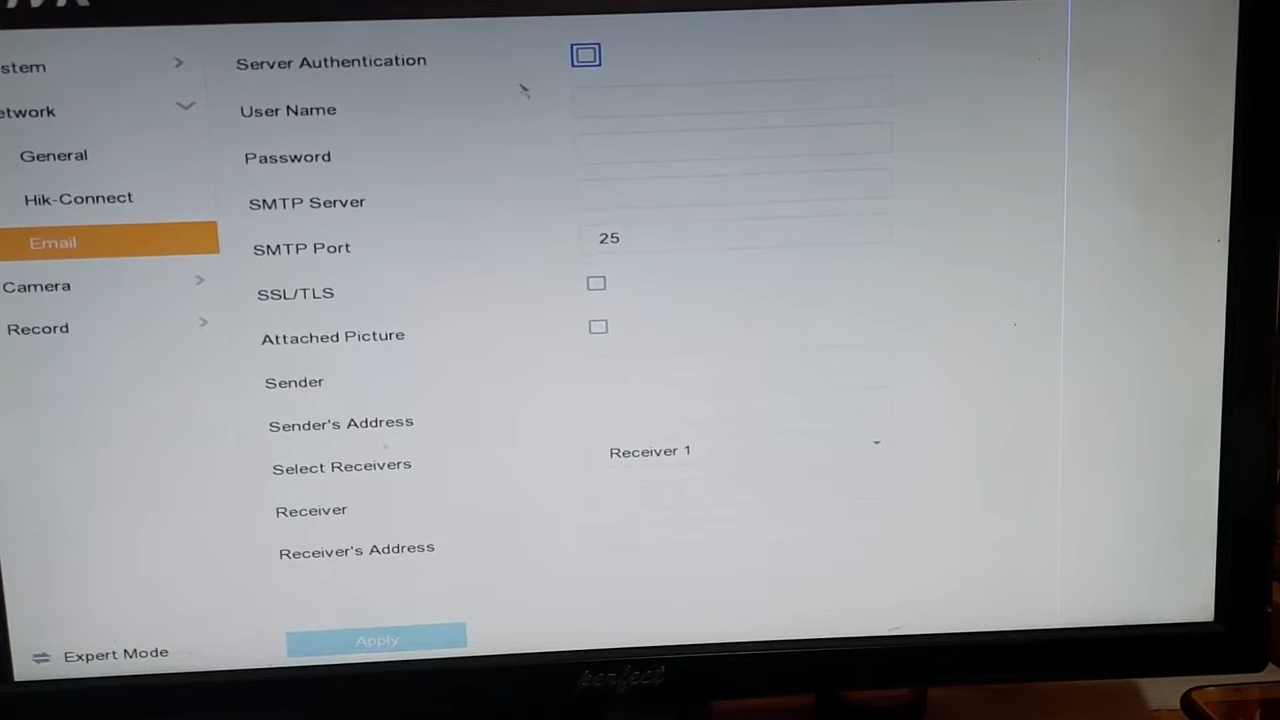 stem
Server Authentication
etwork
User Name
General
Password
Hik-Connect
SMTP Server
Email
SMTP Port 25
Camera
SSL/TLS
Record
Attached Picture
Sender
Sender's Address
Select Receivers Receiver 1
Receiver
Receiver's Address
Expert Mode
Apply
perfect